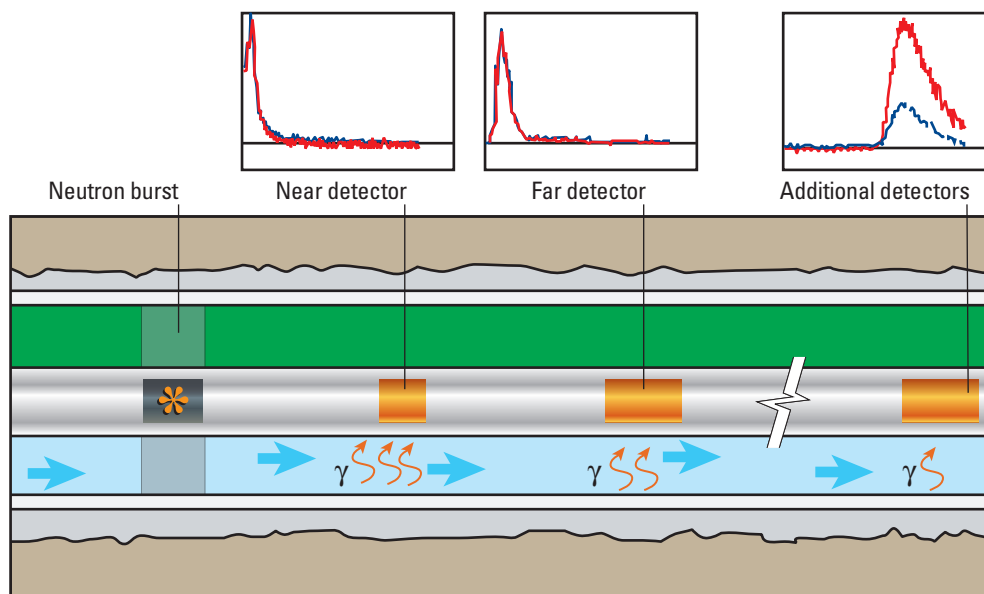 Neutron burst
Near detector
Far detector
Additional detectors
γ
γ
γ